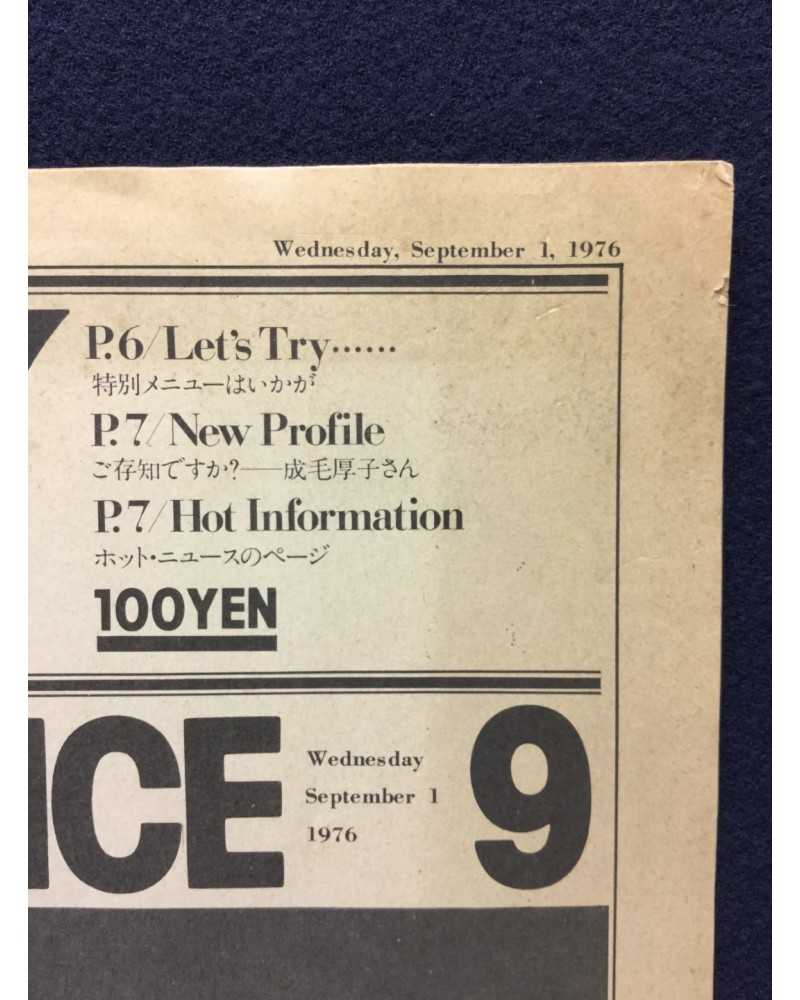 Wednesday, September 1, 1976
P.6/Let's Try······
特別メニューはいかが
P.7/New Profile
ご存知ですか?——成毛厚子さん
P.7/Hot Information
ホット・ニュースのページ
100YEN
ICE
Wednesday
September 1
1976
9